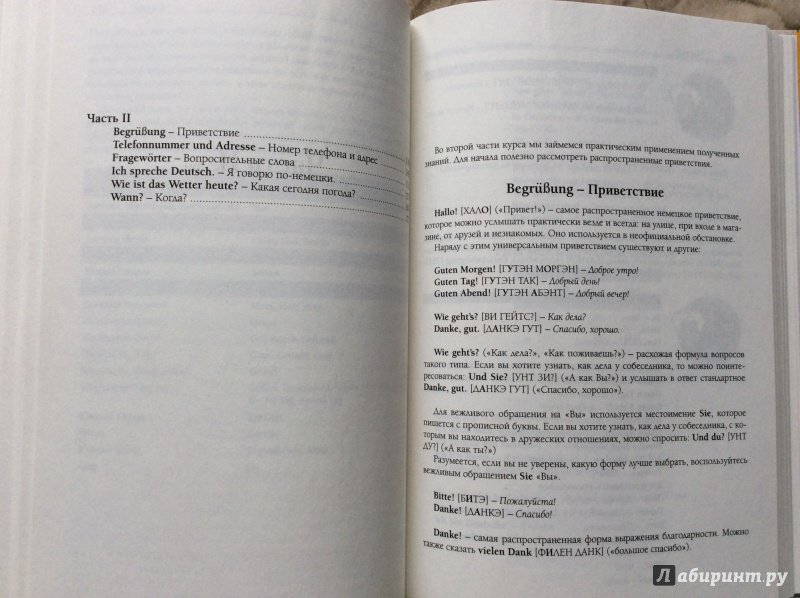 Часть II
Begrüßung – Приветствие
Telefonnummer und Adresse – Номер телефона и адрес
Fragewörter – Вопросительные слова
Ich spreche Deutsch. – Я говорю по-немецки.
Wie ist das Wetter heute? – Какая сегодня погода?
Wann? – Когда?
Во второй части курса мы займемся практическим применением полученных
знаний. Для начала полезно рассмотреть распространенные приветствия.
Begrüßung – Приветствие
Hallo! [ХАЛО] («Привет!») – самое распространенное немецкое приветствие,
которое можно услышать практически везде и всегда: на улице, при входе в мага-
зине, от друзей и незнакомых. Оно используется в неофициальной обстановке.
Наряду с этим универсальным приветствием существуют и другие:
Guten Morgen! [ГУТЭН МОРГЭН] – Доброе утро!
Guten Tag! [ГУТЭН ТАК] – Добрый день!
Guten Abend! [ГУТЭН АБЭНТ] – Добрый вечер!
Wie geht's? [ВИ ГЕЙТС?] – Как дела?
Danke, gut. [ДАНКЭ ГУТ] – Спасибо, хорошо.
Wie geht's? («Как дела?», «Как поживаешь?») – расхожая формула вопросов
такого типа. Если вы хотите узнать, как дела у собеседника, то можно поинте-
ресоваться: Und Sie? [УНТ ЗИ?] («А как Вы?») и услышать в ответ стандартное
Danke, gut. [ДАНКЭ ГУТ] («Спасибо, хорошо»).
Для вежливого обращения на «Вы» используется местоимение Sie, которое
пишется с прописной буквы. Если вы хотите узнать, как дела у собеседника, с ко-
торым вы находитесь в дружеских отношениях, можно спросить: Und du? [УНТ
ДУ?] («А как ты?»)
Разумеется, если вы не уверены, какую форму лучше выбрать, воспользуйтесь
вежливым обращением Sie «Вы».
Bitte! [БИТЭ] – Пожалуйста!
Danke! [ДАНКЭ] – Спасибо!
Danke! – самая распространенная форма выражения благодарности. Можно
также сказать vielen Dank [ФИЛЕН ДАНК] («большое спасибо»).
Лабиринт.ру